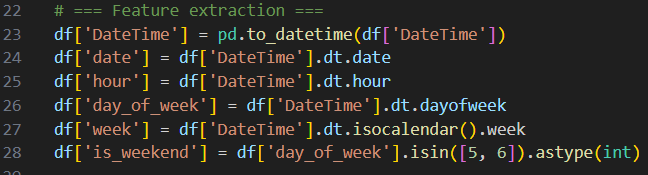 22 # === Feature extraction ===
23 df['DateTime'] = pd.to_datetime(df['DateTime'])
24 df['date'] = df['DateTime'].dt.date
25 df['hour'] = df['DateTime'].dt.hour
26 df['day_of_week'] = df['DateTime'].dt.dayofweek
27 df['week'] = df['DateTime'].dt.isocalendar().week
28 df['is_weekend'] = df['day_of_week'].isin([5, 6]).astype(int)